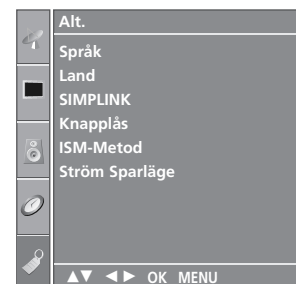 Alt.
Språk
Land
SIMPLINK
Knapplås
ISM-Metod
Ström Sparläge
▲▼ ◄► OK MENU